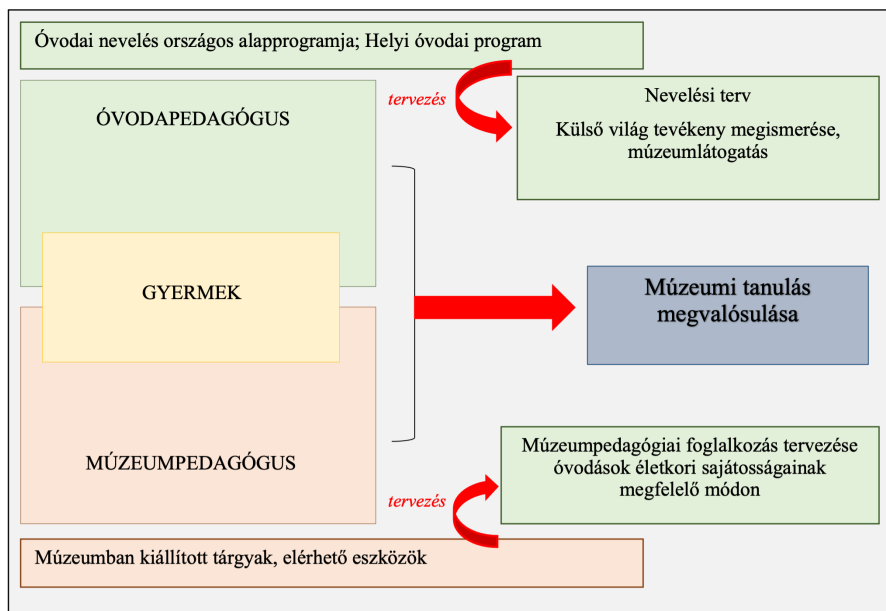 Óvodai nevelés országos alapprogramja; Helyi óvodai program
tervezés
Nevelési terv
Külső világ tevékeny megismerése,
múzeumlátogatás
ÓVODAPEDAGÓGUS
GYERMEK
Múzeumi tanulás
megvalósulása
MÚZEUMPEDAGÓGUS
Múzeumpedagógiai foglalkozás tervezése
óvodások életkori sajátosságainak
megfelelő módon
tervezés
Múzeumban kiállított tárgyak, elérhető eszközök